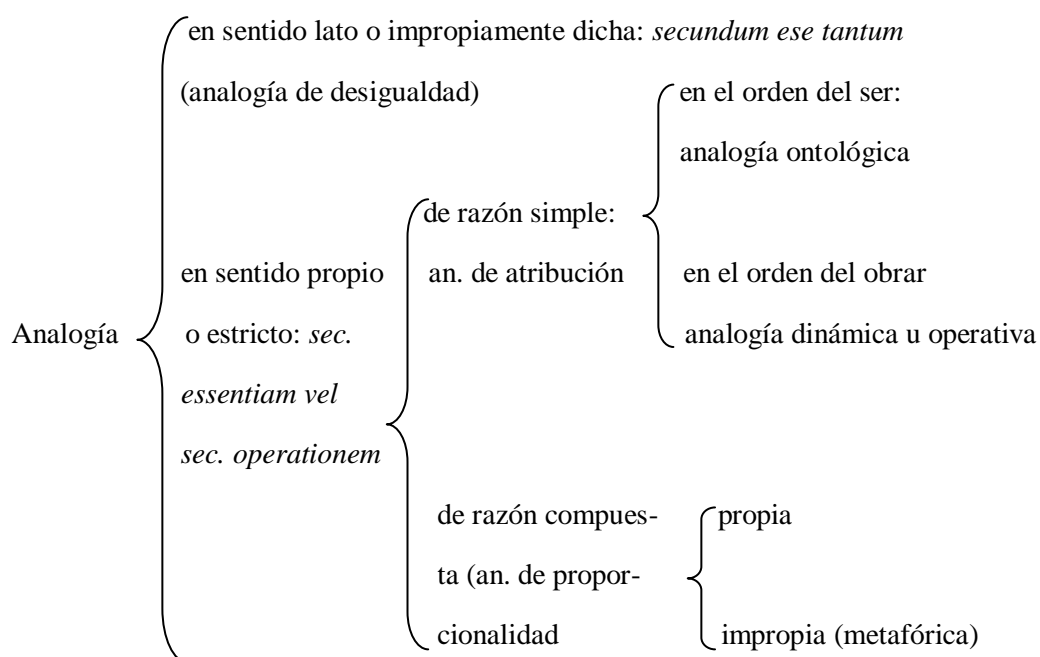 en sentido lato o impropiamente dicha: secundum ese tantum
(analogía de desigualdad)
en el orden del ser:
analogía ontológica
de razón simple:
an. de atribución
en el orden del obrar
analogía dinámica u operativa
Analogía
en sentido propio
o estricto: sec.
essentiam vel
sec. operationem
de razón compues-
ta (an. de propor-
cionalidad
propia
impropia (metafórica)